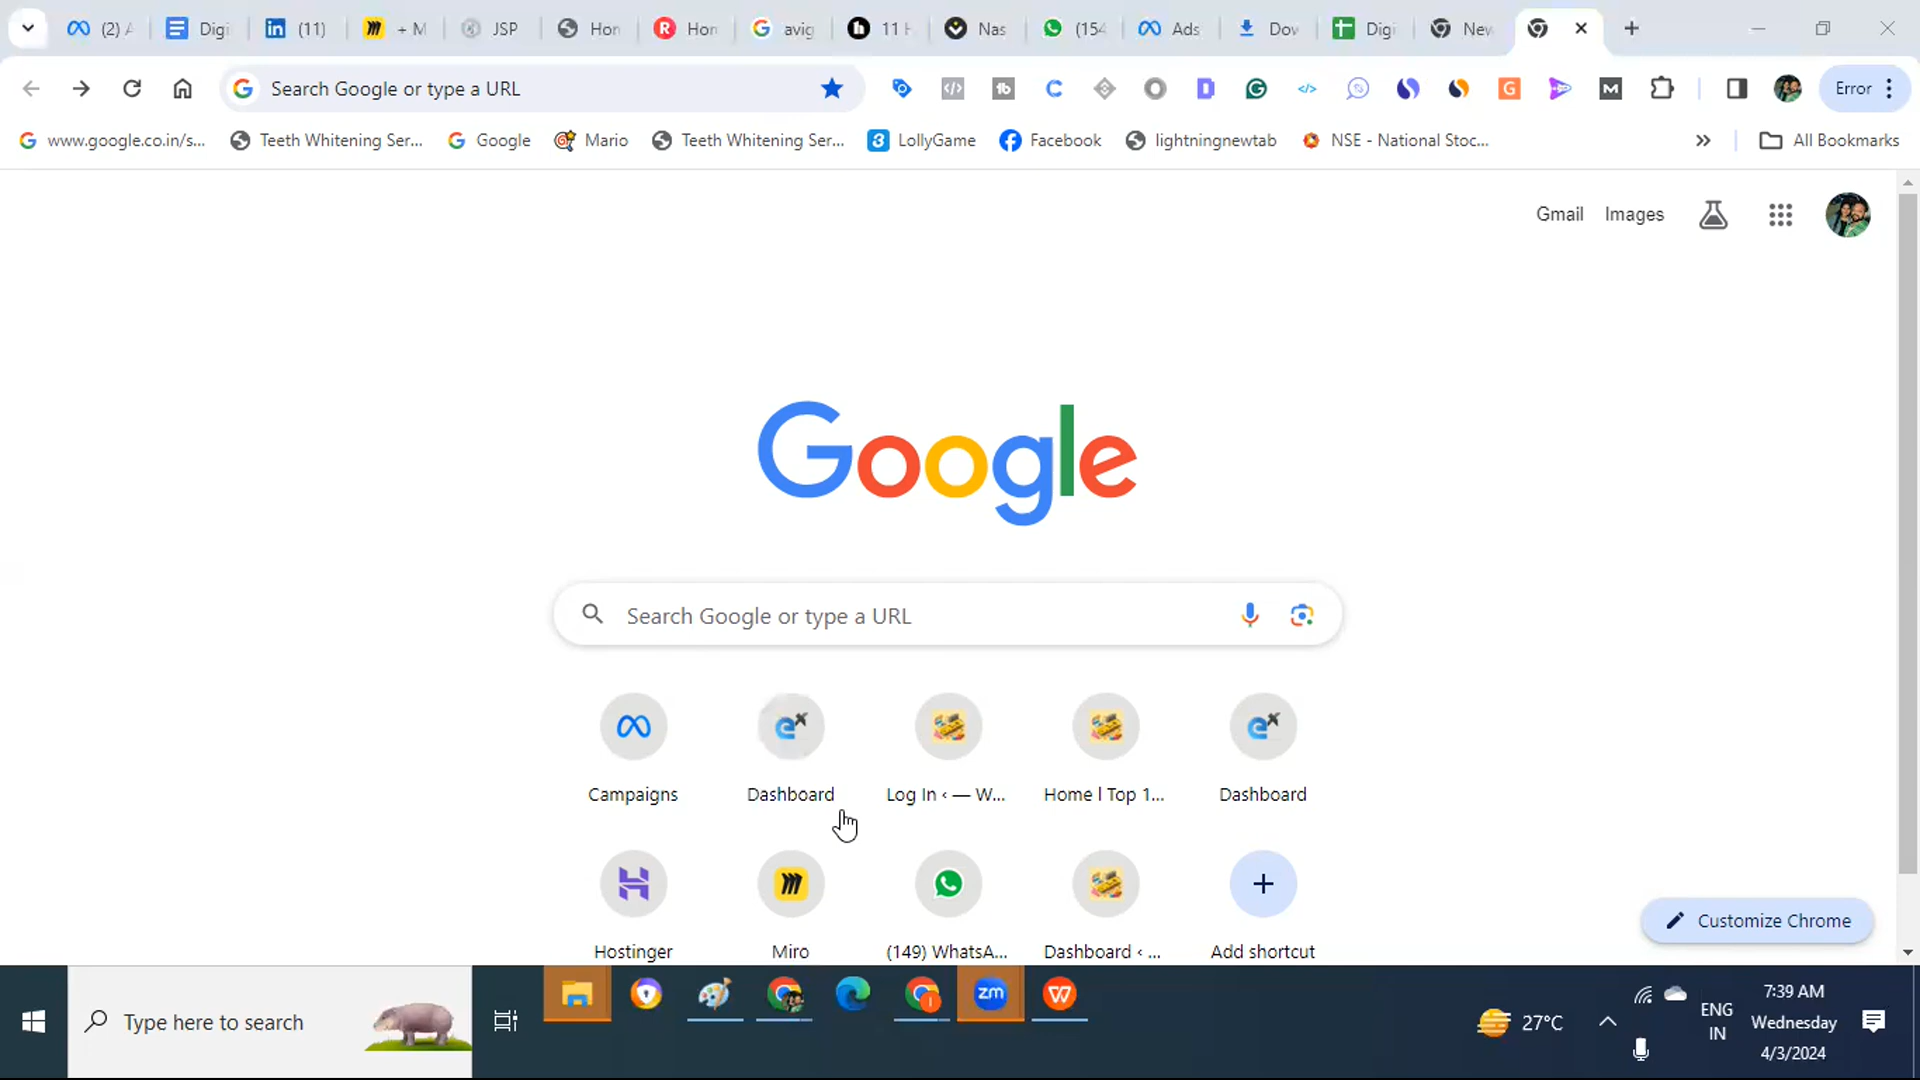 (2) A
Digi
(11)
+ M
JSP
Hon
Hom
avig
11 H
Nas
(154
Ads
Dov
Digi
New
Search Google or type a URL
Error
www.google.co.in/s...
Teeth Whitening Ser...
Google
Mario
Teeth Whitening Ser...
LollyGame
Facebook
lightningnewtab
NSE - National Stoc...
All Bookmarks
Gmail
Images
Google
Search Google or type a URL
Campaigns
Dashboard
Log In ‹ — W...
Home l Top 1...
Dashboard
Hostinger
Miro
(149) WhatsA...
Dashboard ‹ ...
Add shortcut
Customize Chrome
Type here to search
zm
27°C
ENG
IN
7:39 AM
Wednesday
4/3/2024